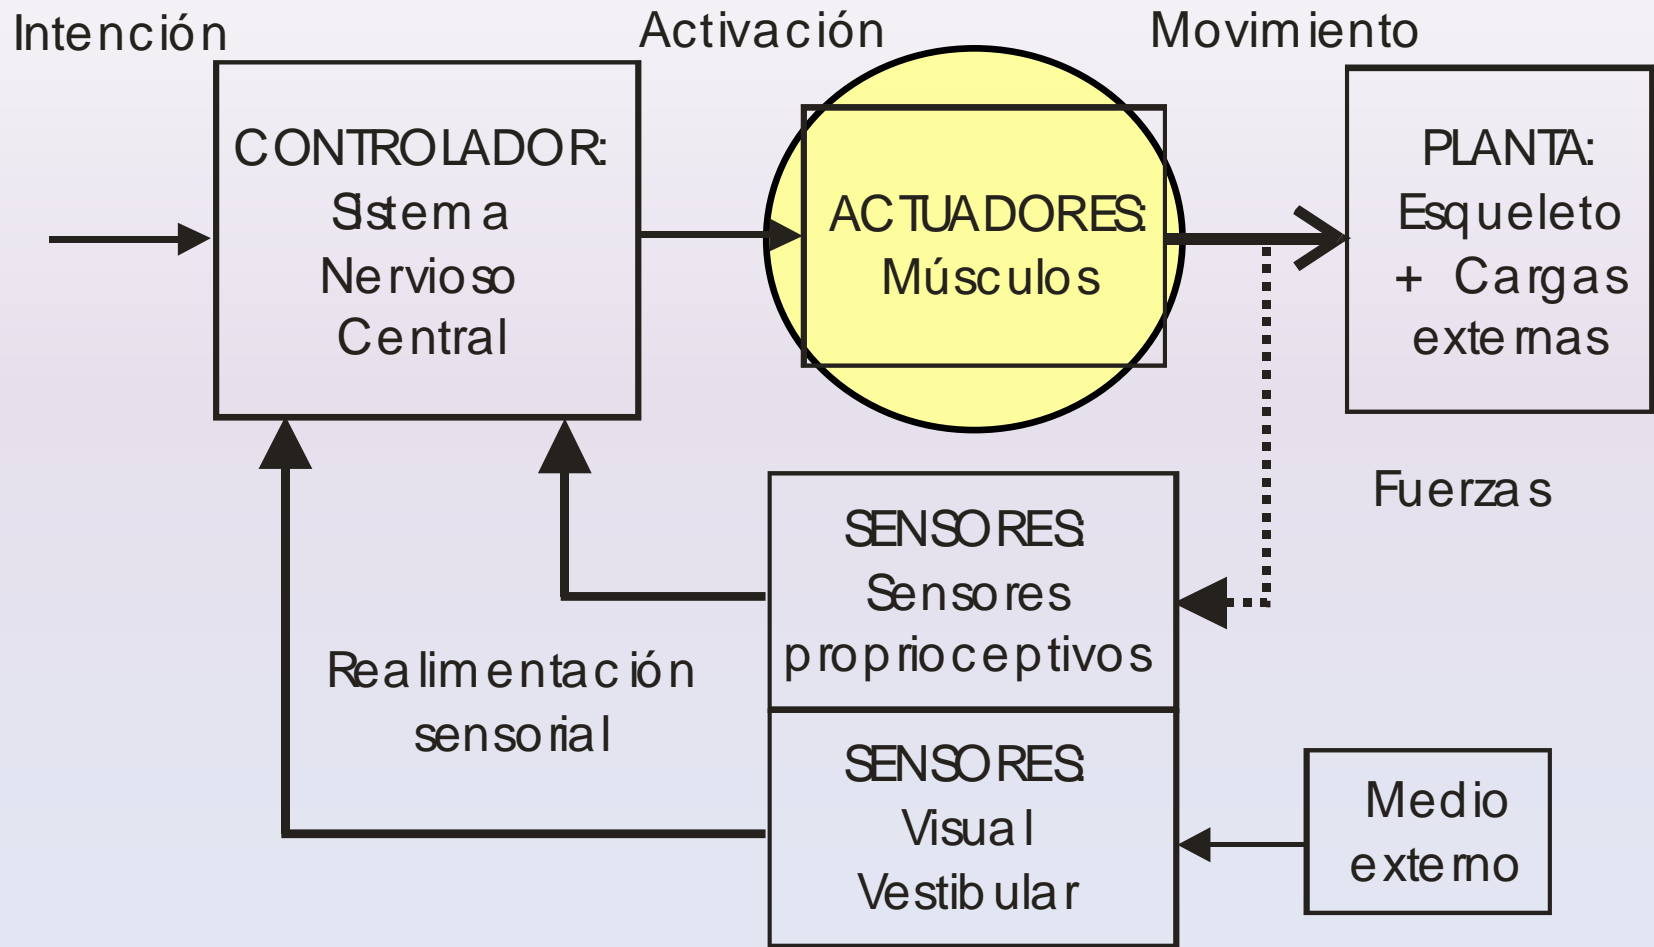 Intención
Activación
Movimiento
CONTROLADOR:
Sistema
Nervioso
Central
ACTUADORES:
Músculos
PLANTA:
Esqueleto
+ Cargas
externas
Fuerzas
SENSORES:
Sensores
proprioceptivos
Realimentación
sensorial
SENSORES:
Visual
Vestibular
Medio
externo